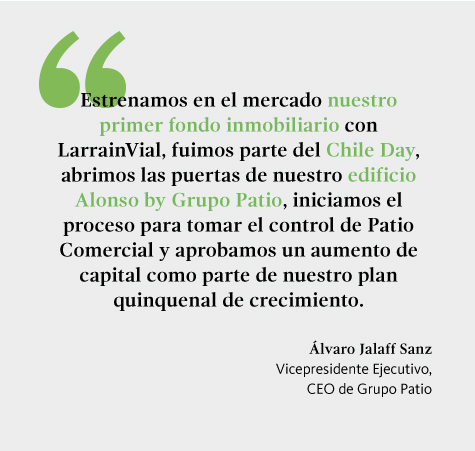 “
Estrenamos en el mercado nuestro
primer fondo inmobiliario con
LarrainVial, fuimos parte del Chile Day,
abrimos las puertas de nuestro edificio
Alonso by Grupo Patio, iniciamos el
proceso para tomar el control de Patio
Comercial y aprobamos un aumento de
capital como parte de nuestro plan
quinquenal de crecimiento.
Álvaro Jalaff Sanz
Vicepresidente Ejecutivo,
CEO de Grupo Patio